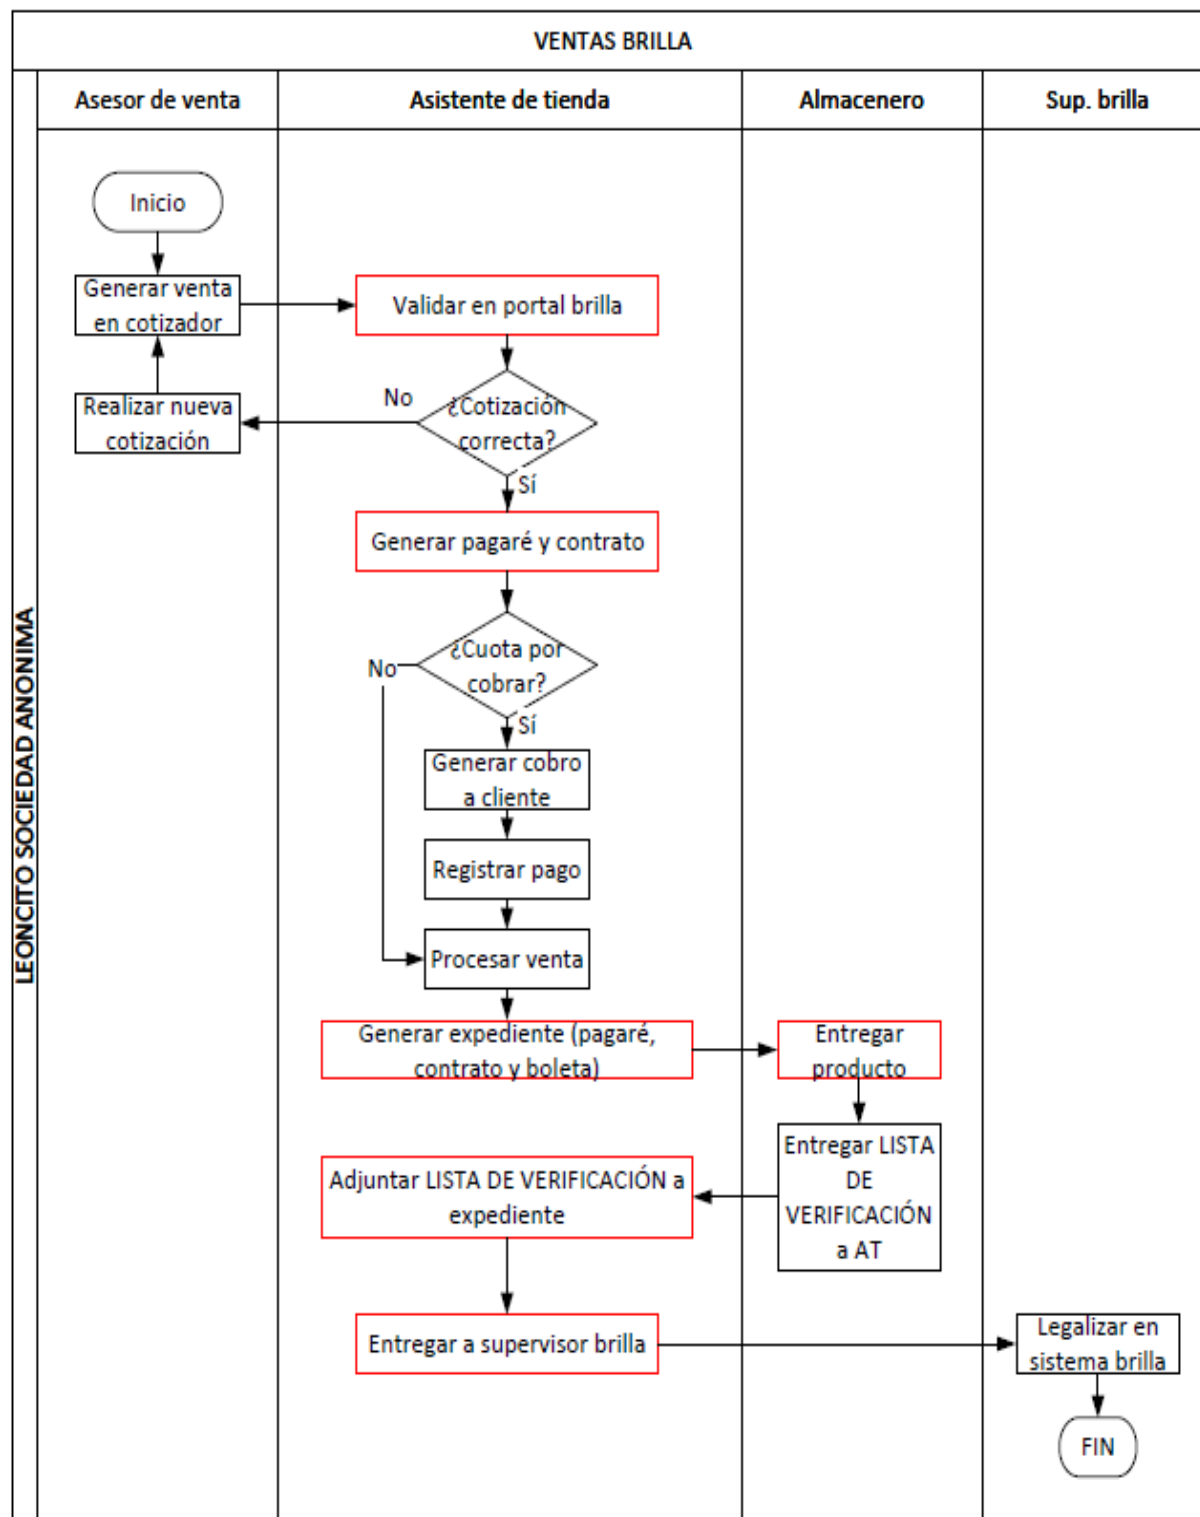 VENTAS BRILLA
LEONCITO SOCIEDAD ANONIMA
Asesor de venta
Asistente de tienda
Almacenero
Sup. brilla
Inicio
Generar venta
en cotizador
Validar en portal brilla
Realizar nueva
cotización
No
¿Cotización
correcta?
Sí
Generar pagaré y contrato
¿Cuota por
cobrar?
No
Sí
Generar cobro
a cliente
Registrar pago
Procesar venta
Generar expediente (pagaré,
contrato y boleta)
Entregar
producto
Entregar LISTA
DE
VERIFICACIÓN
a AT
Adjuntar LISTA DE VERIFICACIÓN a
expediente
Entregar a supervisor brilla
Legalizar en
sistema brilla
FIN